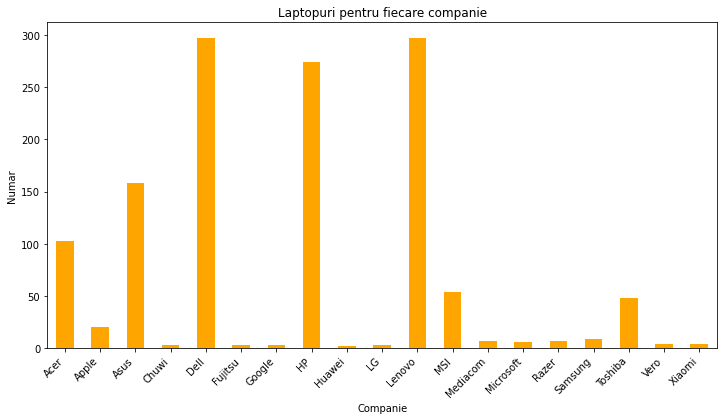 Laptopuri pentru fiecare companie
300
250
200
150
100
50
0
Numar
Acer
Apple
Asus
Chuwi
Dell
Fujitsu
Google
HP
Huawei
LG
Lenovo
MSI
Mediacom
Microsoft
Razer
Samsung
Toshiba
Vero
Xiaomi
Companie